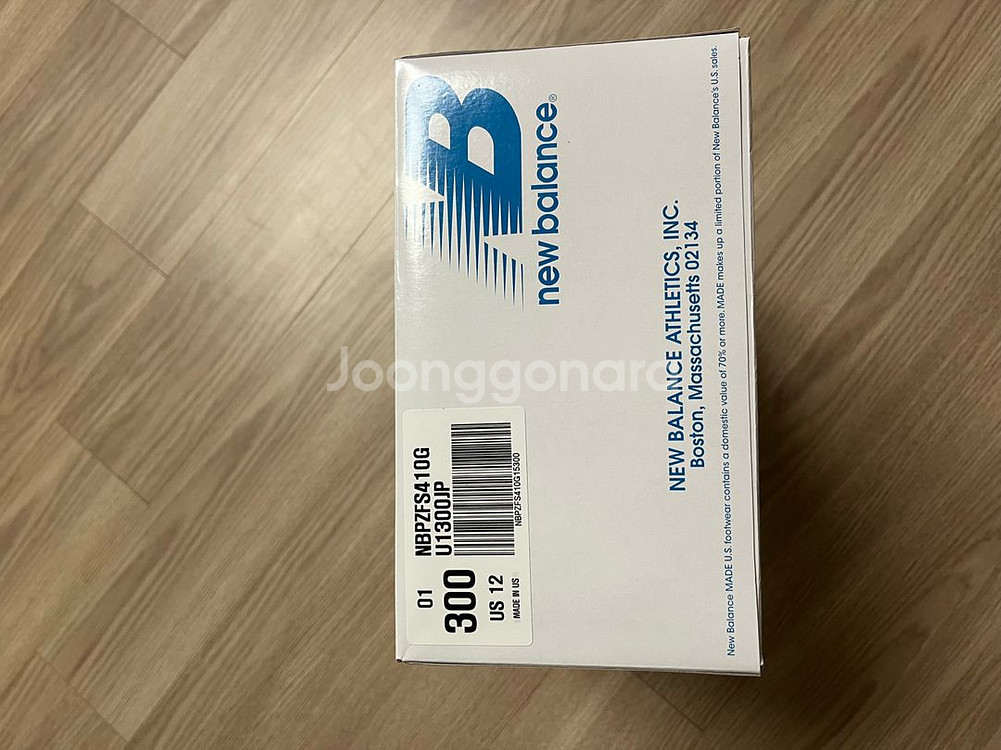 NB
new balance®
01 NBPZFS410G
300 U1300JP
NBPZFS410G15300
US 12
MADE IN US
NEW BALANCE ATHLETICS, INC.
Boston, Massachusetts 02134
New Balance MADE U.S. footwear contains a domestic value of 70% or more. MADE makes up a limited portion of New Balance's U.S. sales.
Joonggonara